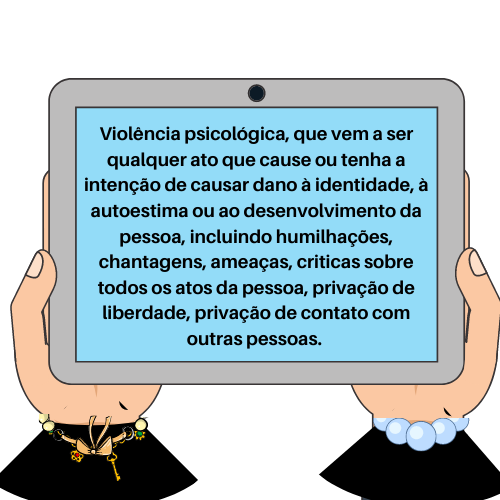 Violência psicológica, que vem a ser
qualquer ato que cause ou tenha a
intenção de causar dano à identidade, à
autoestima ou ao desenvolvimento da
pessoa, incluindo humilhações,
chantagens, ameaças, criticas sobre
todos os atos da pessoa, privação de
liberdade, privação de contato com
outras pessoas.